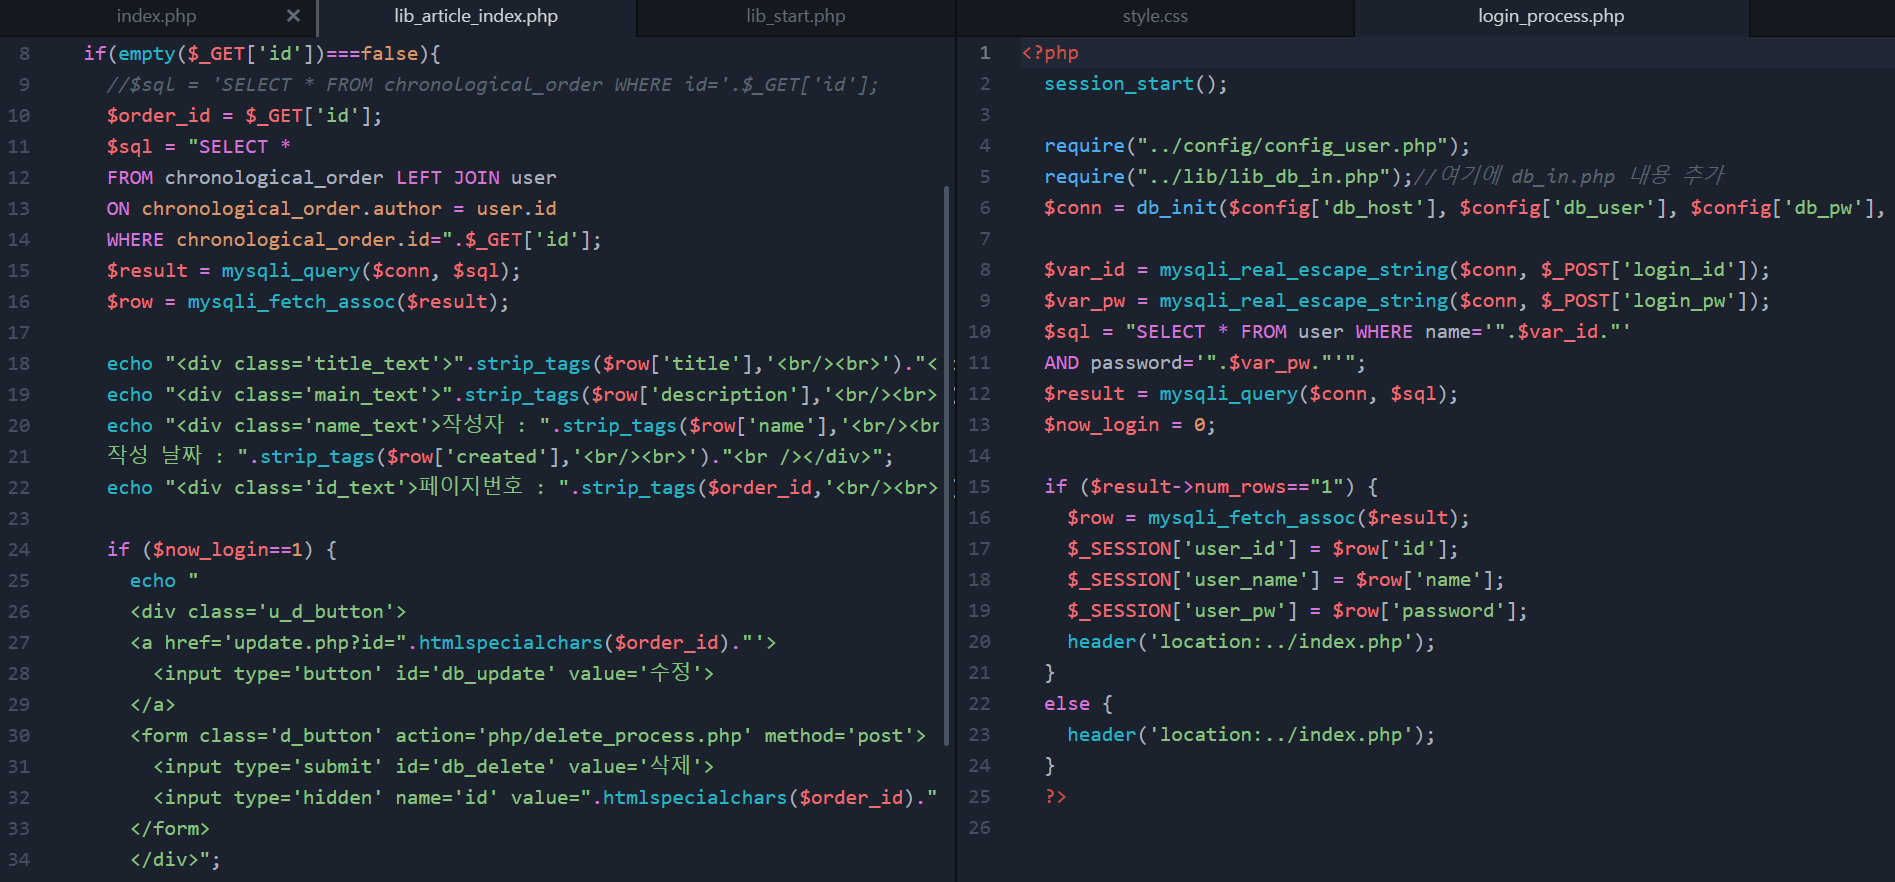 index.php
lib_article_index.php
lib_start.php
style.css
login_process.php
8 if(empty($_GET['id'])===false){
9 //$sql = 'SELECT * FROM chronological_order WHERE id='.$_GET['id'];
10 $order_id = $_GET['id'];
11 $sql = "SELECT *
12 FROM chronological_order LEFT JOIN user
13 ON chronological_order.author = user.id
14 WHERE chronological_order.id=".$_GET['id'];
15 $result = mysqli_query($conn, $sql);
16 $row = mysqli_fetch_assoc($result);
17
18 echo "<div class='title_text'>".strip_tags($row['title'],'<br/><br>')."<
19 echo "<div class='main_text'>".strip_tags($row['description'],'<br/><br>
20 echo "<div class='name_text'>작성자 : ".strip_tags($row['name'],'<br/><br
21 작성 날짜 : ".strip_tags($row['created'],'<br/><br>')."<br /></div>";
22 echo "<div class='id_text'>페이지번호 : ".strip_tags($order_id,'<br/><br>
23
24 if ($now_login==1) {
25 echo "
26 <div class='u_d_button'>
27 <a href='update.php?id=".htmlspecialchars($order_id)."'>
28 <input type='button' id='db_update' value='수정'>
29 </a>
30 <form class='d_button' action='php/delete_process.php' method='post'>
31 <input type='submit' id='db_delete' value='삭제'>
32 <input type='hidden' name='id' value=".htmlspecialchars($order_id)."
33 </form>
34 </div>";
1 <?php
2 session_start();
3
4 require("../config/config_user.php");
5 require("../lib/lib_db_in.php");//여기에 db_in.php 내용 추가
6 $conn = db_init($config['db_host'], $config['db_user'], $config['db_pw'],
7
8 $var_id = mysqli_real_escape_string($conn, $_POST['login_id']);
9 $var_pw = mysqli_real_escape_string($conn, $_POST['login_pw']);
10 $sql = "SELECT * FROM user WHERE name='".$var_id."'
11 AND password='".$var_pw."'";
12 $result = mysqli_query($conn, $sql);
13 $now_login = 0;
14
15 if ($result->num_rows=="1") {
16 $row = mysqli_fetch_assoc($result);
17 $_SESSION['user_id'] = $row['id'];
18 $_SESSION['user_name'] = $row['name'];
19 $_SESSION['user_pw'] = $row['password'];
20 header('location:../index.php');
21 }
22 else {
23 header('location:../index.php');
24 }
25 ?>
26